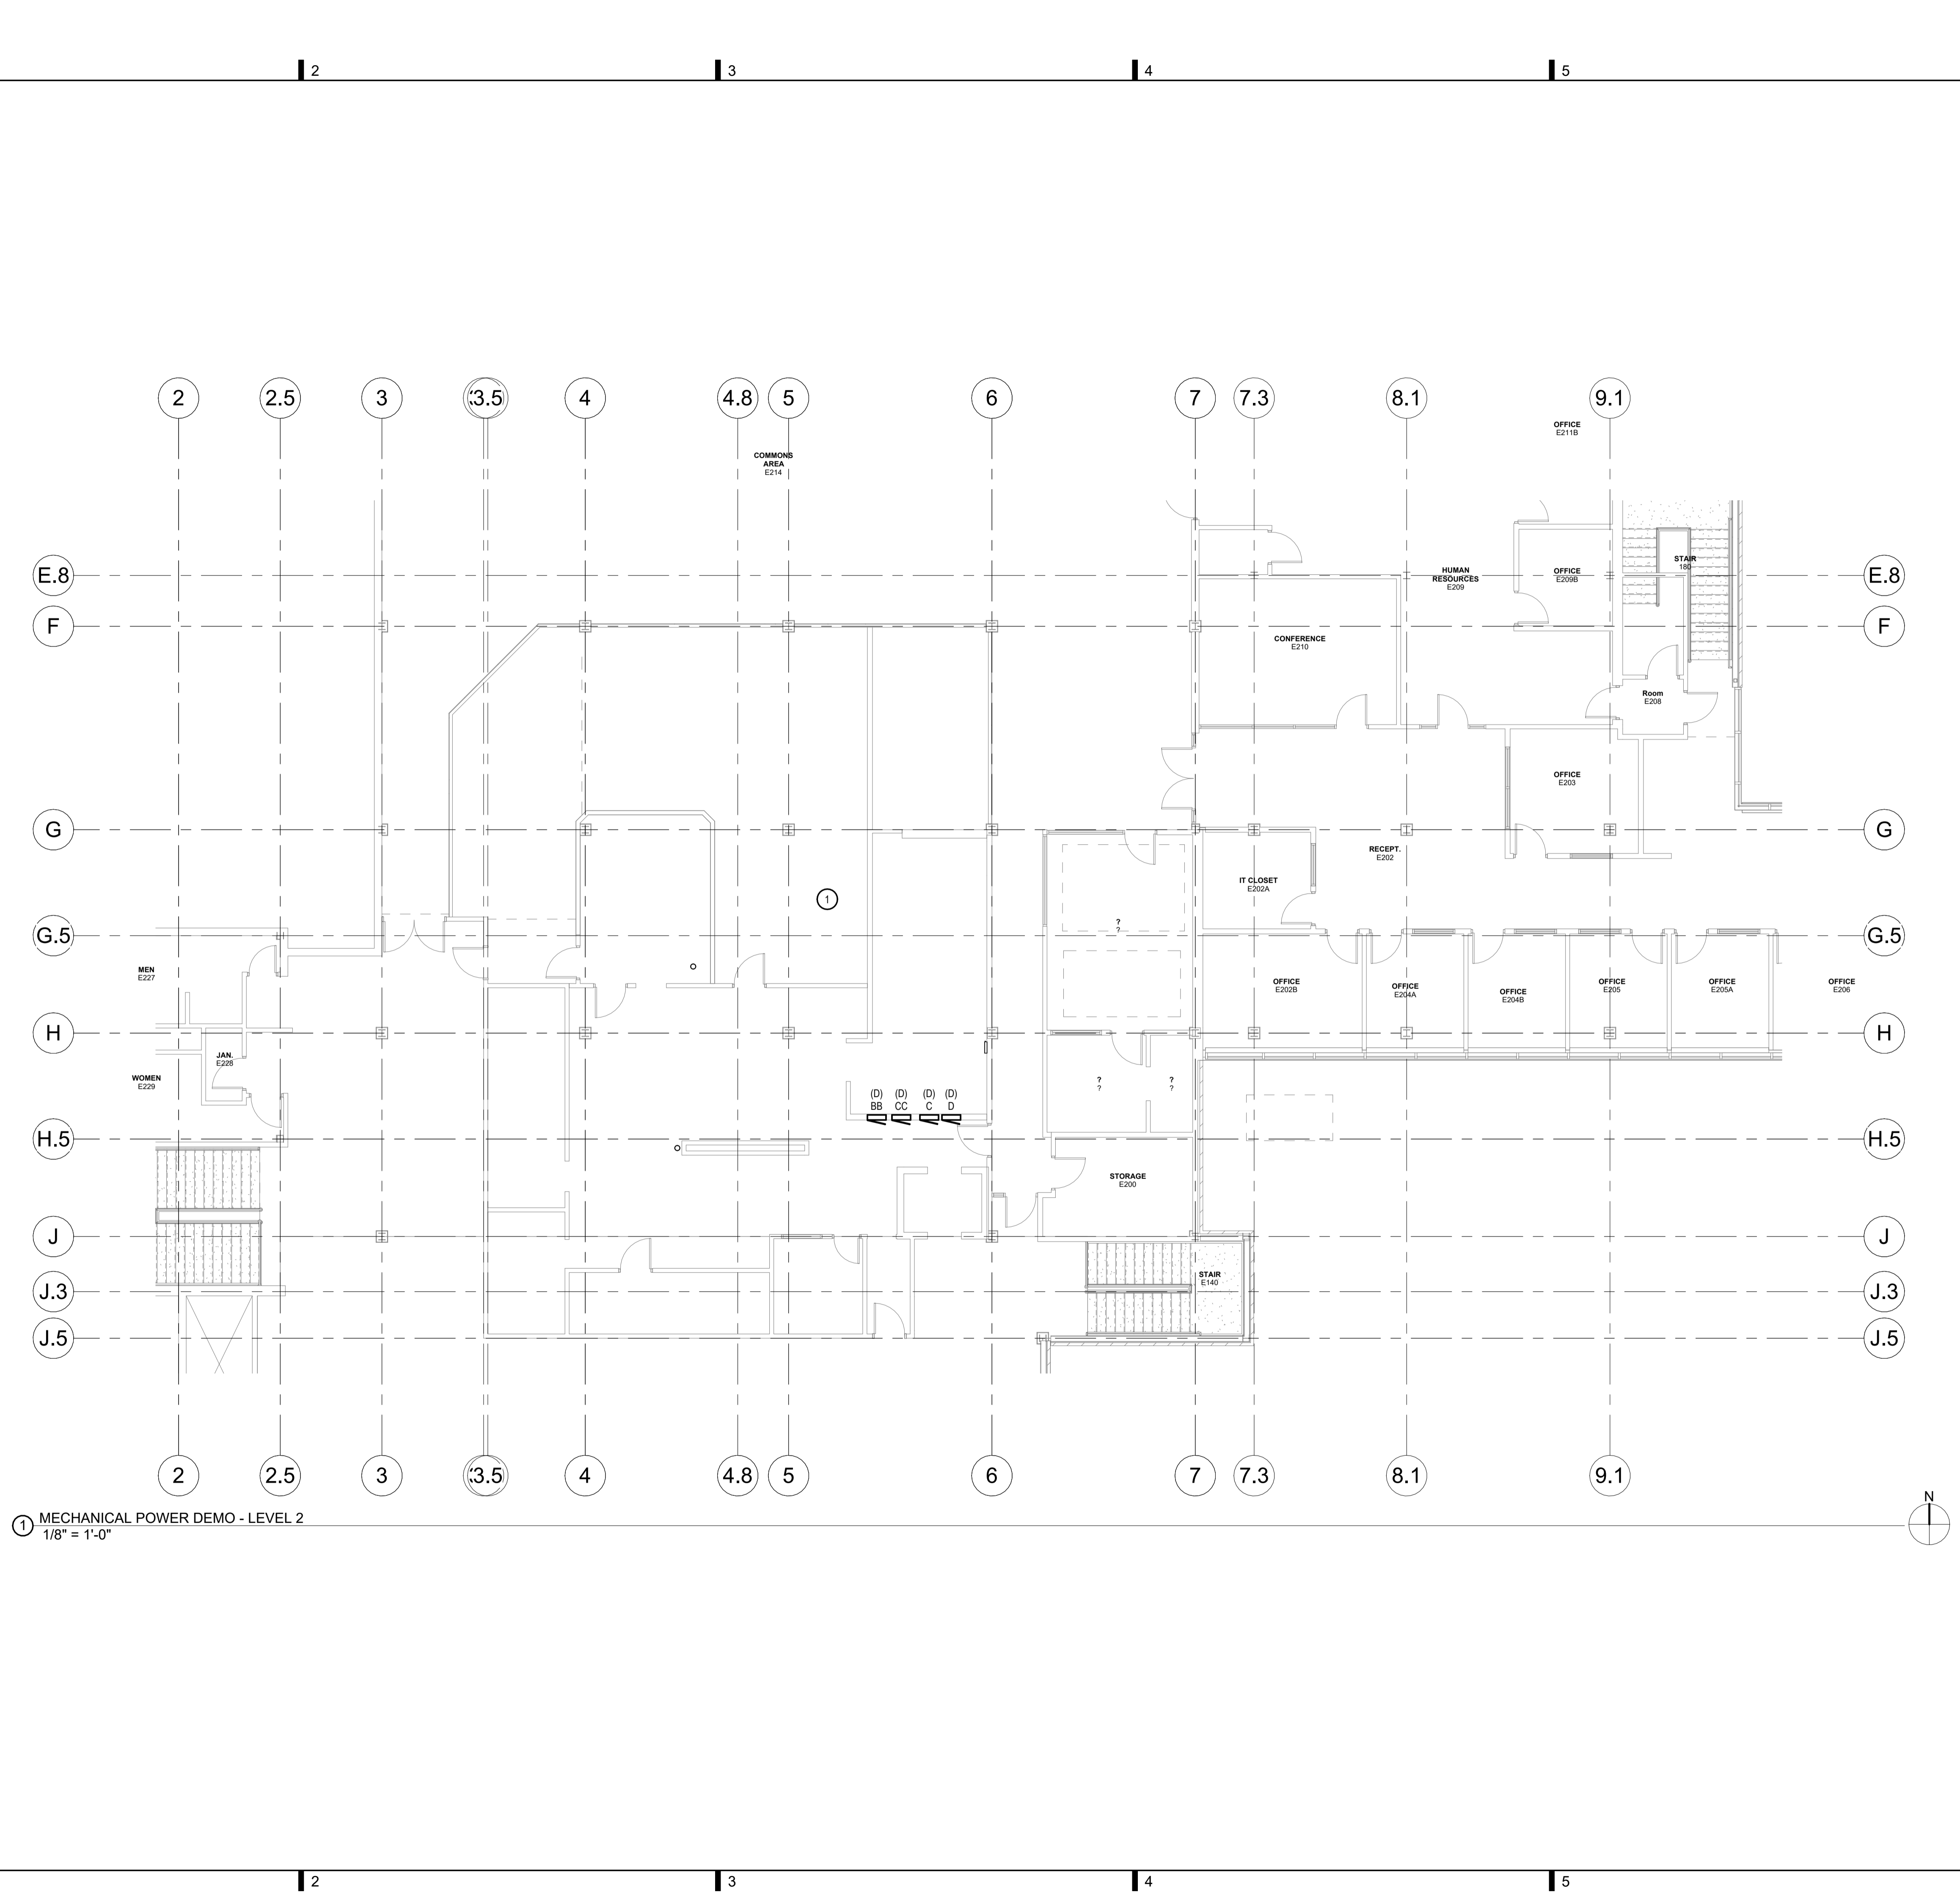 2
3
4
5
2
2.5
3
3.5
4
4.8
5
6
7
7.3
8.1
9.1
OFFICE
E211B
COMMONS
AREA
E214
E.8
E.8
HUMAN
RESOURCES
E209
OFFICE
E209B
STAIR
180
F
F
CONFERENCE
E210
Room
E208
OFFICE
E203
G
G
RECEPT.
E202
IT CLOSET
E202A
1
?
?
G.5
G.5
MEN
E227
OFFICE
E202B
OFFICE
E204A
OFFICE
E204B
OFFICE
E205
OFFICE
E205A
OFFICE
E206
H
H
JAN.
E228
WOMEN
E229
?
?
?
?
(D) (D) (D) (D)
BB CC C D
H.5
H.5
STORAGE
E200
J
J
STAIR
E140
J.3
J.3
J.5
J.5
2
2.5
3
3.5
4
4.8
5
6
7
7.3
8.1
9.1
N
1 MECHANICAL POWER DEMO - LEVEL 2
1/8" = 1'-0"
2
3
4
5